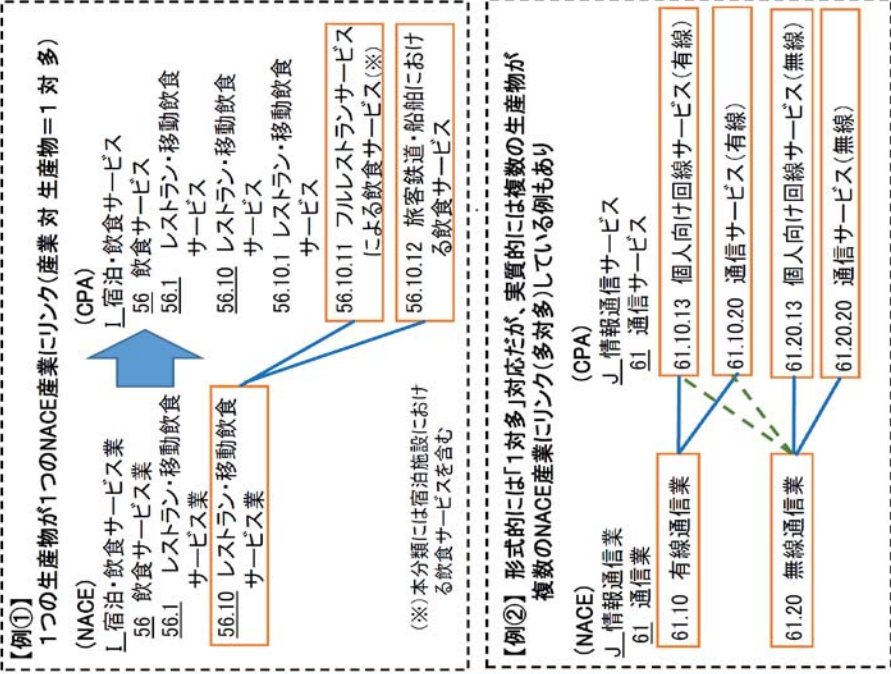 【例①】
1つの生産物が1つのNACE産業にリンク(産業 対 生産物=1 対 多)
(NACE)
I 宿泊・飲食サービス業
56 飲食サービス業
56.1 レストラン・移動飲食
サービス業
56.10 レストラン・移動飲食
サービス業
(CPA)
I 宿泊・飲食サービス
56 飲食サービス
56.1 レストラン・移動飲食
サービス
56.10 レストラン・移動飲食
サービス
56.10.1 レストラン・移動飲食
サービス
56.10.11 フルレストランサービス
による飲食サービス(※)
56.10.12 旅客鉄道・船舶におけ
る飲食サービス
(※)本分類には宿泊施設におけ
る飲食サービスを含む
【例②】 形式的には「1対多」対応だが、実質的には複数の生産物が
複数のNACE産業にリンク(多対多)している例もあり
(NACE)
J 情報通信業
61 通信業
61.10 有線通信業
61.20 無線通信業
(CPA)
J 情報通信サービス
61 通信サービス
61.10.13 個人向け回線サービス(有線)
61.10.20 通信サービス(有線)
61.20.13 個人向け回線サービス(無線)
61.20.20 通信サービス(無線)